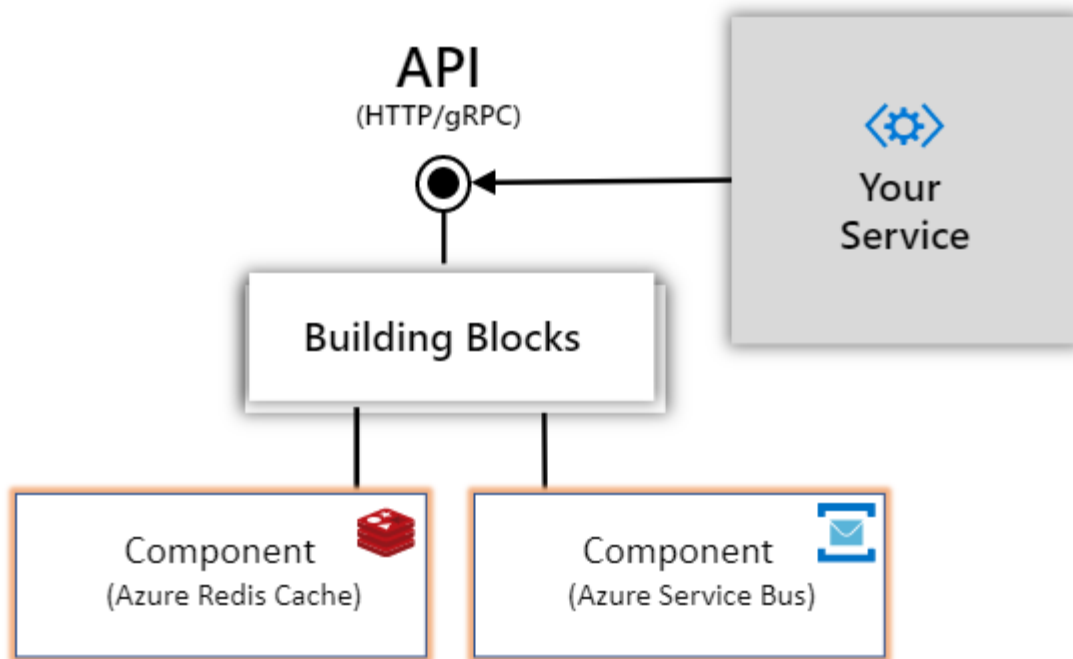 API
(HTTP/gRPC)
Your
Service
Building Blocks
Component
(Azure Redis Cache)
Component
(Azure Service Bus)